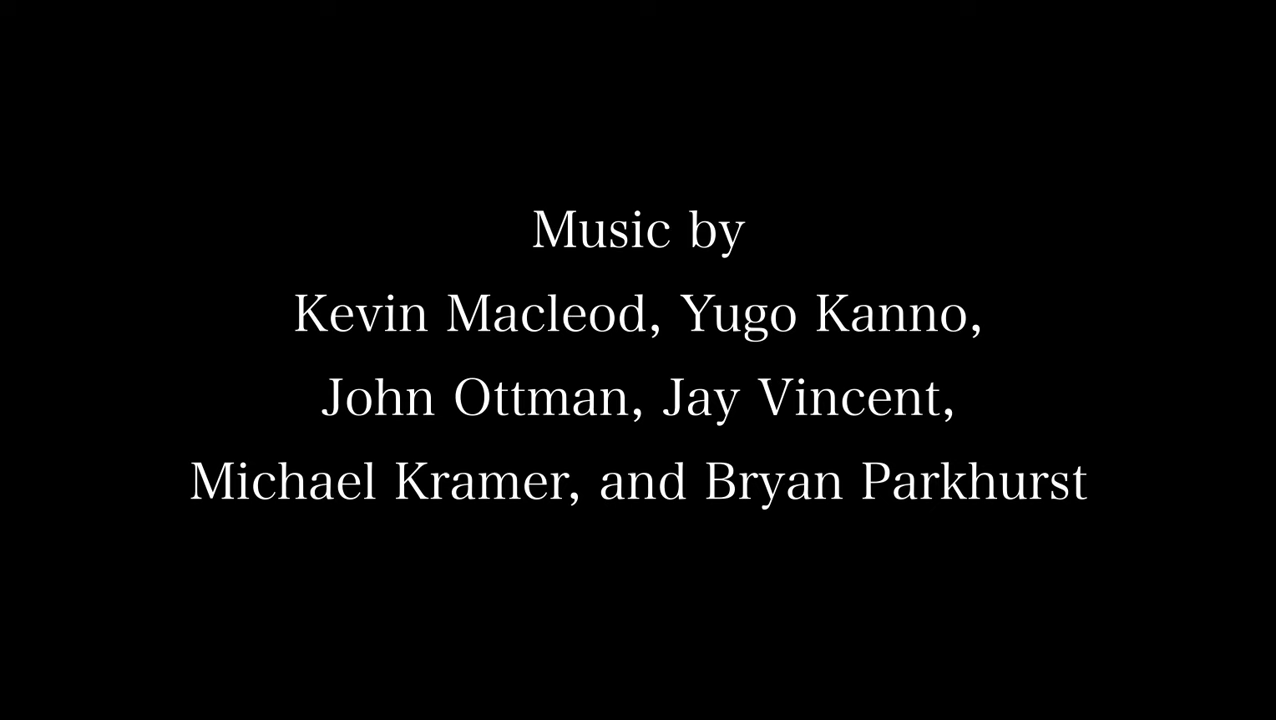 Music by
Kevin Macleod, Yugo Kanno,
John Ottman, Jay Vincent,
Michael Kramer, and Bryan Parkhurst